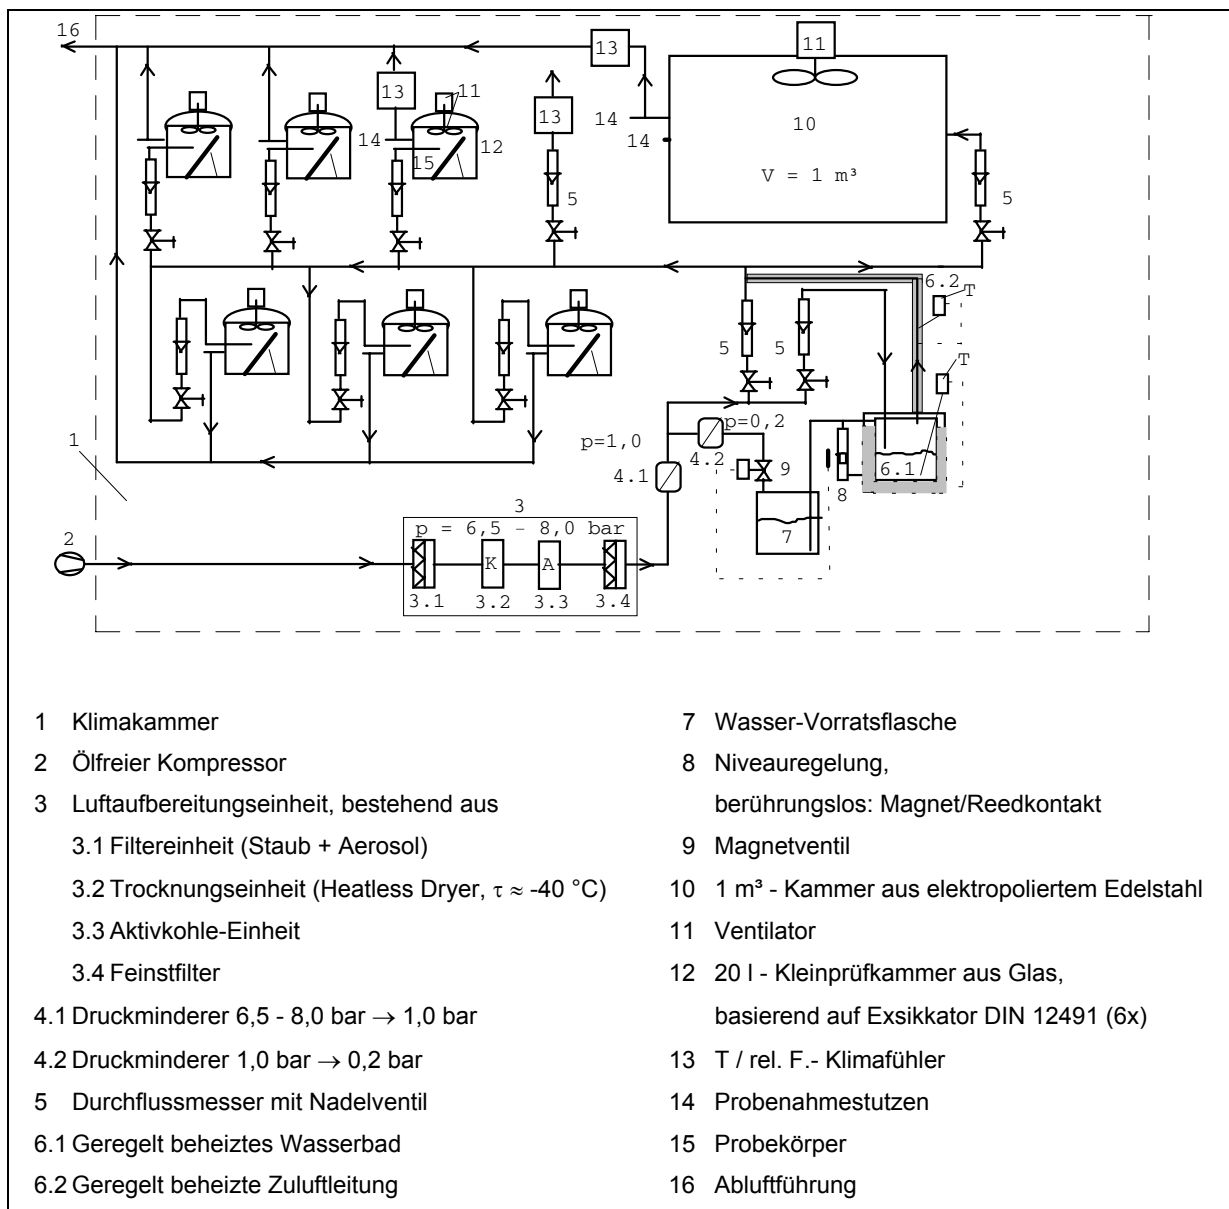 16
11
13
13
11
13
14
10
14
14
12
15
V = 1 m³
5
5
6.2
T
5
5
T
p=0,2
1
p=1,0
4.2
9
4.1
6.1
8
3
p = 6,5 – 8,0 bar
7
2
K
A
3.1
3.2
3.3
3.4
1 Klimakammer
2 Ölfreier Kompressor
3 Luftaufbereitungseinheit, bestehend aus
3.1 Filtereinheit (Staub + Aerosol)
3.2 Trocknungseinheit (Heatless Dryer, τ ≈ -40 °C)
3.3 Aktivkohle-Einheit
3.4 Feinstfilter
4.1 Druckminderer 6,5 - 8,0 bar → 1,0 bar
4.2 Druckminderer 1,0 bar → 0,2 bar
5 Durchflussmesser mit Nadelventil
6.1 Geregelt beheiztes Wasserbad
6.2 Geregelt beheizte Zuluftleitung
7 Wasser-Vorratsflasche
8 Niveauregelung,
berührungslos: Magnet/Reedkontakt
9 Magnetventil
10 1 m³ - Kammer aus elektropoliertem Edelstahl
11 Ventilator
12 20 l - Kleinprüfkammer aus Glas,
basierend auf Exsikkator DIN 12491 (6x)
13 T / rel. F.- Klimafühler
14 Probenahmestutzen
15 Probekörper
16 Abluftführung